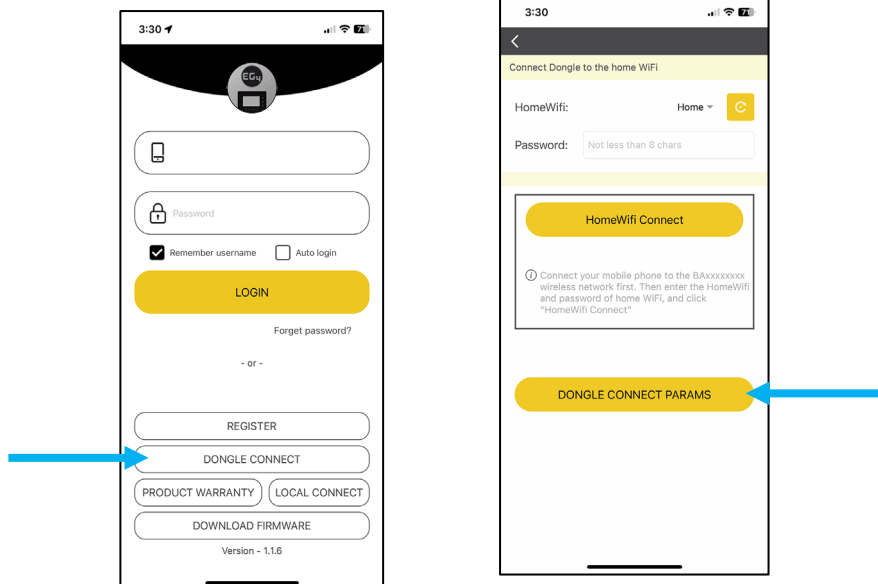 3:30
71
EG4
Password
Remember username
Auto login
LOGIN
Forget password?
- or -
REGISTER
DONGLE CONNECT
PRODUCT WARRANTY
LOCAL CONNECT
DOWNLOAD FIRMWARE
Version - 1.1.6
3:30
71
Connect Dongle to the home WiFi
HomeWifi:
Home
Password:
Not less than 8 chars
HomeWifi Connect
Connect your mobile phone to the BAxxxxxxxx
wireless network first. Then enter the HomeWifi
and password of home WiFi, and click
"HomeWifi Connect"
DONGLE CONNECT PARAMS